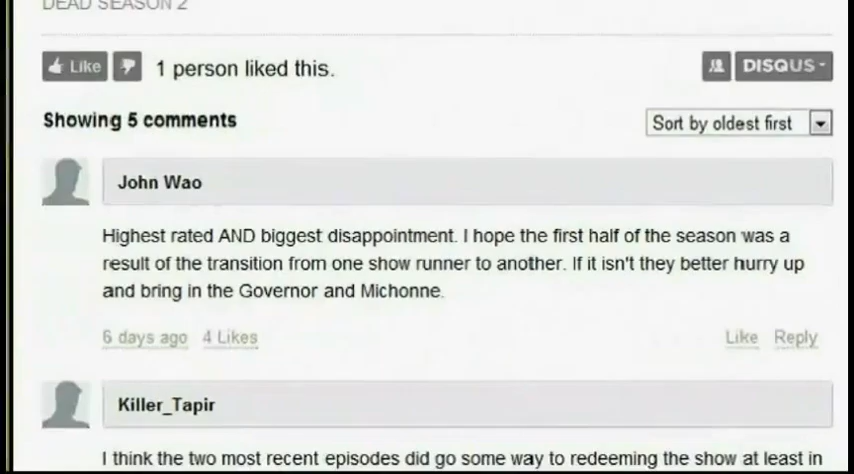 DEAD SEASON 2
Like 1 person liked this. DISQUS
Showing 5 comments Sort by oldest first
John Wao
Highest rated AND biggest disappointment. I hope the first half of the season was a
result of the transition from one show runner to another. If it isn't they better hurry up
and bring in the Governor and Michonne.
6 days ago 4 Likes Like Reply
Killer_Tapir
I think the two most recent episodes did go some way to redeeming the show at least in